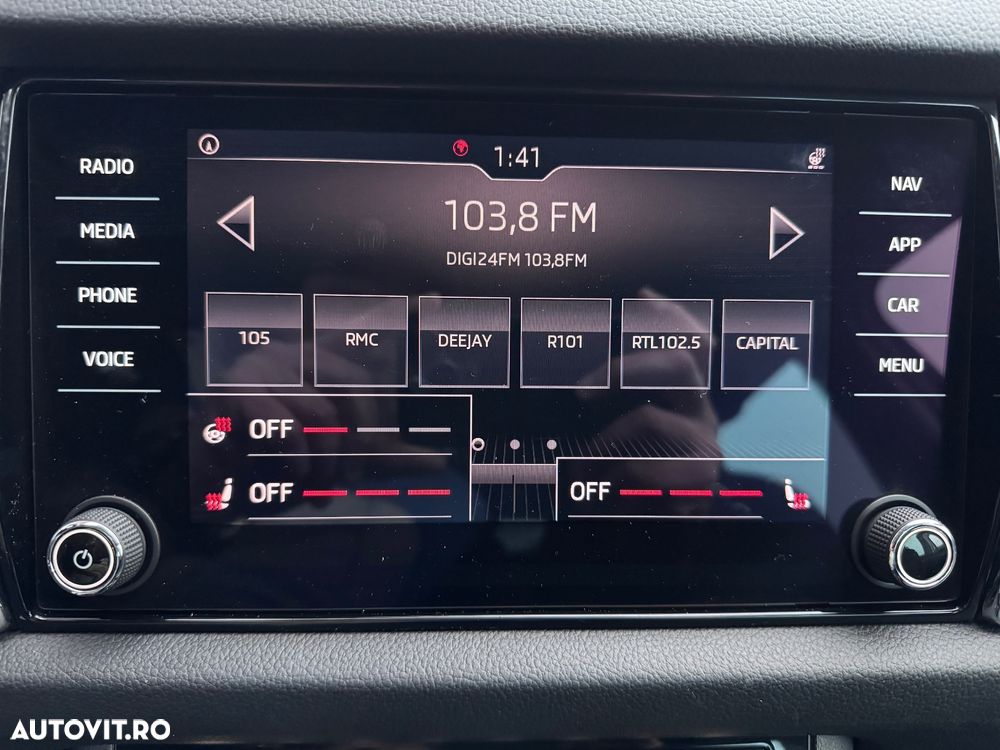 RADIO
MEDIA
PHONE
VOICE
1:41
103,8 FM
DIGI24FM 103,8FM
105
RMC
DEEJAY
R101
RTL102.5
CAPITAL
OFF
OFF
OFF
NAV
APP
CAR
MENU
AUTOVIT.RO